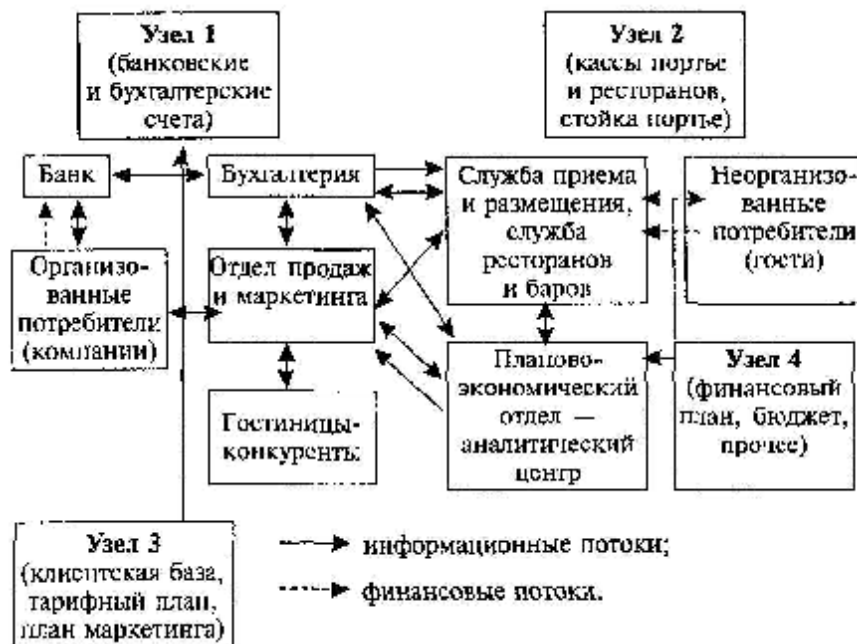 Узел 1
(банковские
и бухгалтерские
счета)
Узел 2
(кассы портье
и ресторанов,
стойка портье)
Банк
Бухгалтерия
Служба приема
и размещения,
служба
ресторанов
и баров
Неорганизо-
ванные
потребители
(гости)
Организо-
ванные
потребители
(компании)
Отдел продаж
и маркетинга
Гостиницы-
конкуренты
Планово-
экономический
отдел —
аналитический
центр
Узел 4
(финансовый
план, бюджет,
прочее)
Узел 3
(клиентская база,
тарифный план,
план маркетинга)
информационные потоки;
финансовые потоки.